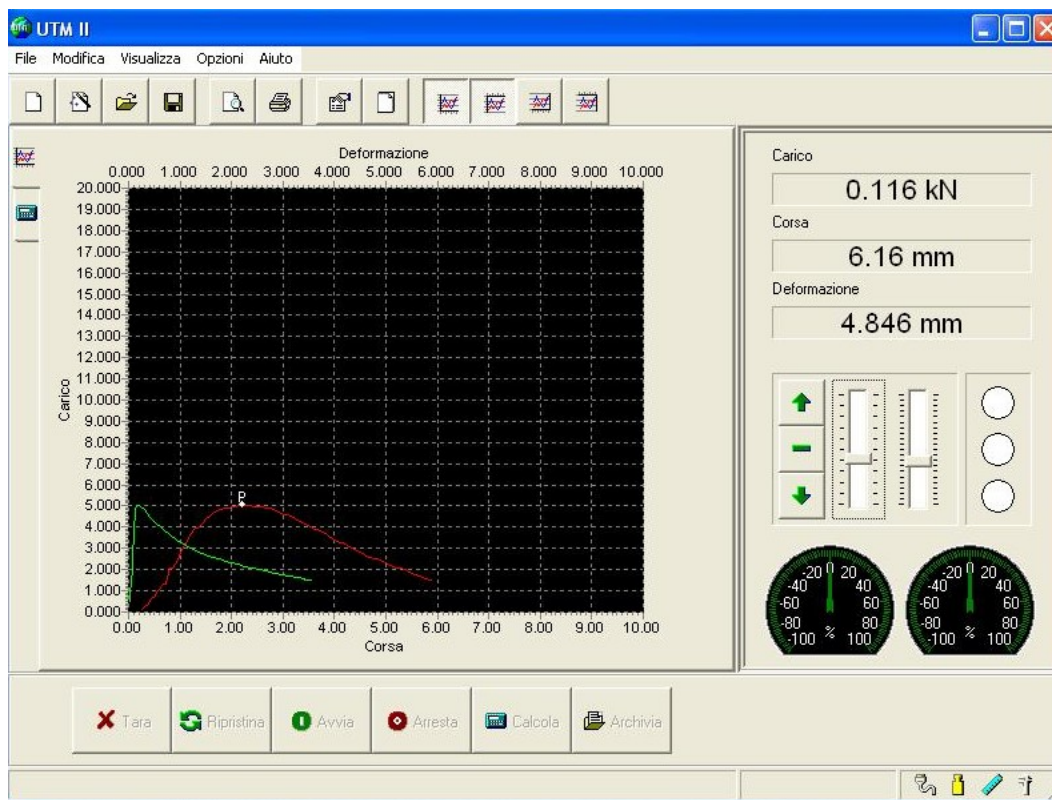 UTM II
File Modifica Visualizza Opzioni Aiuto
Deformazione
0.000 1.000 2.000 3.000 4.000 5.000 6.000 7.000 8.000 9.000 10.000
20.000
19.000
18.000
17.000
16.000
15.000
14.000
13.000
12.000
11.000
10.000
9.000
8.000
7.000
6.000
5.000
4.000
3.000
2.000
1.000
0.000
Carico
P
0.00 1.00 2.00 3.00 4.00 5.00 6.00 7.00 8.00 9.00 10.00
Corsa
Carico
0.116 kN
Corsa
6.16 mm
Deformazione
4.846 mm
-20 0 20
-40 40
-60 60
-80 80
-100 % 100
-20 0 20
-40 40
-60 60
-80 80
-100 % 100
Tara Ripristina Avvia Arresta Calcola Archivia